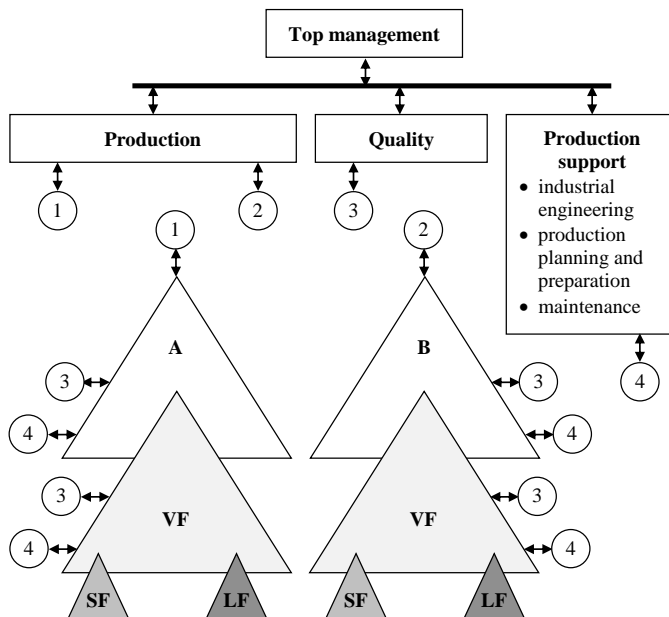 Top management
Production
Quality
Production
support
• industrial
engineering
• production
planning and
preparation
• maintenance
1
2
3
1
2
A
B
3
3
4
4
4
3
3
VF
VF
4
4
SF
LF
SF
LF